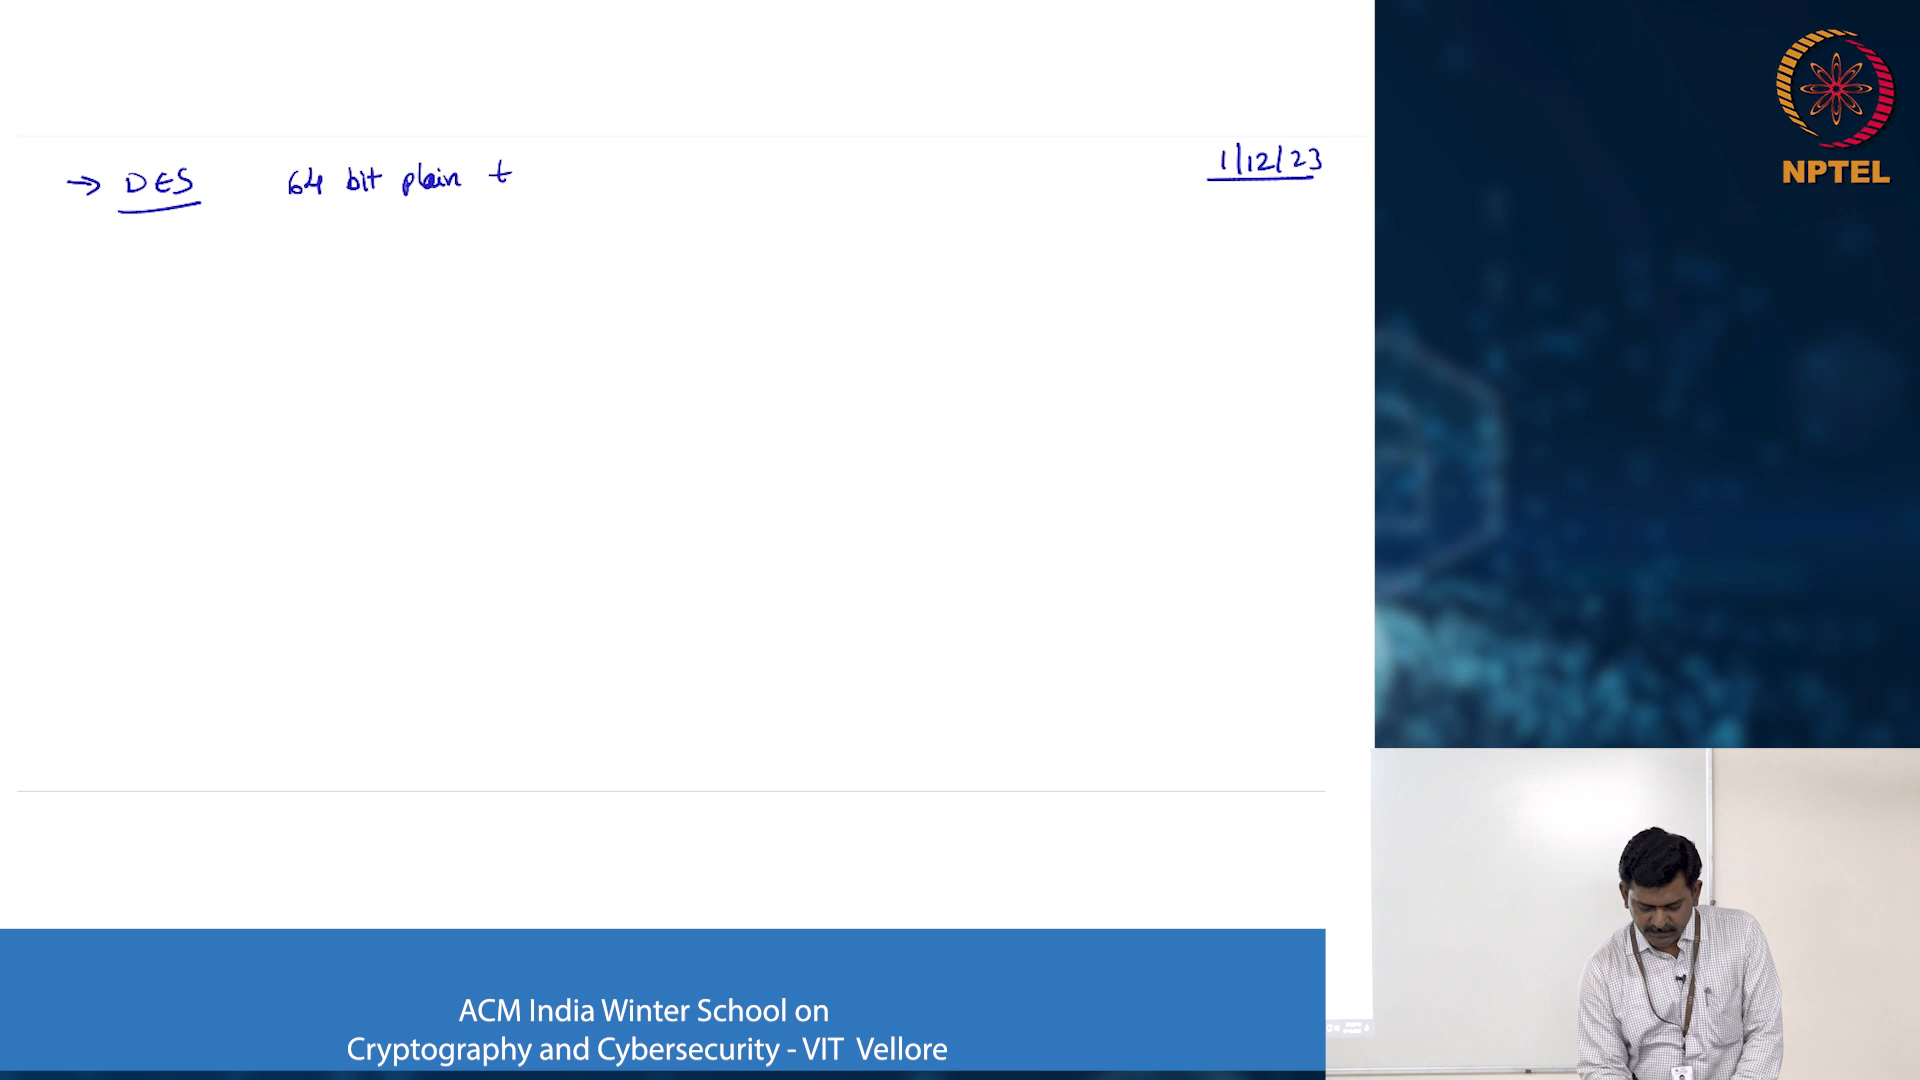 → DES 64 bit plain t
1/12/23
NPTEL
ACM India Winter School on
Cryptography and Cybersecurity - VIT Vellore